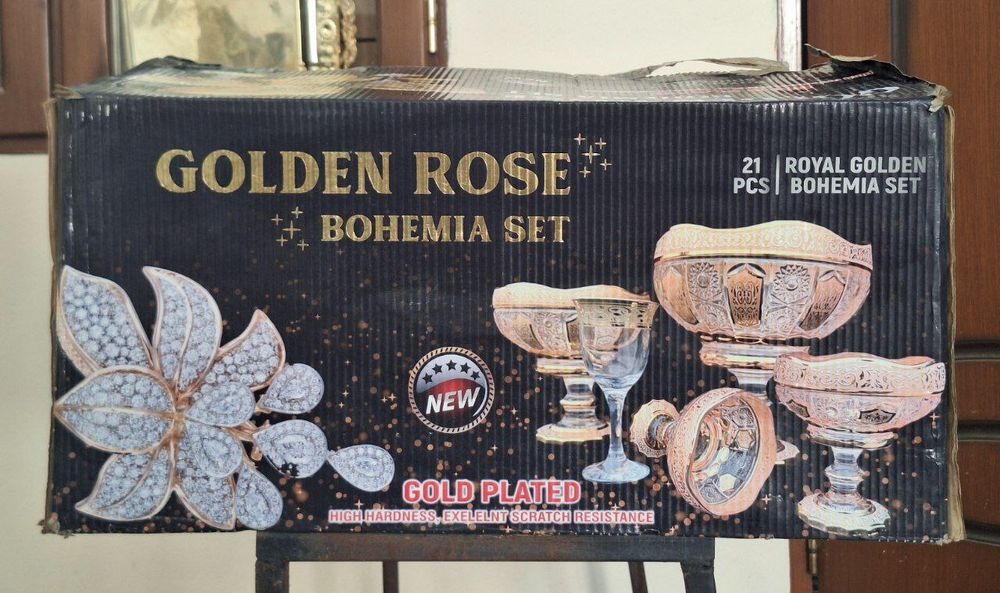 GOLDEN ROSE
BOHEMIA SET
21 PCS
ROYAL GOLDEN
BOHEMIA SET
NEW
GOLD PLATED
HIGH HARDNESS, EXELELNT SCRATCH RESISTANCE